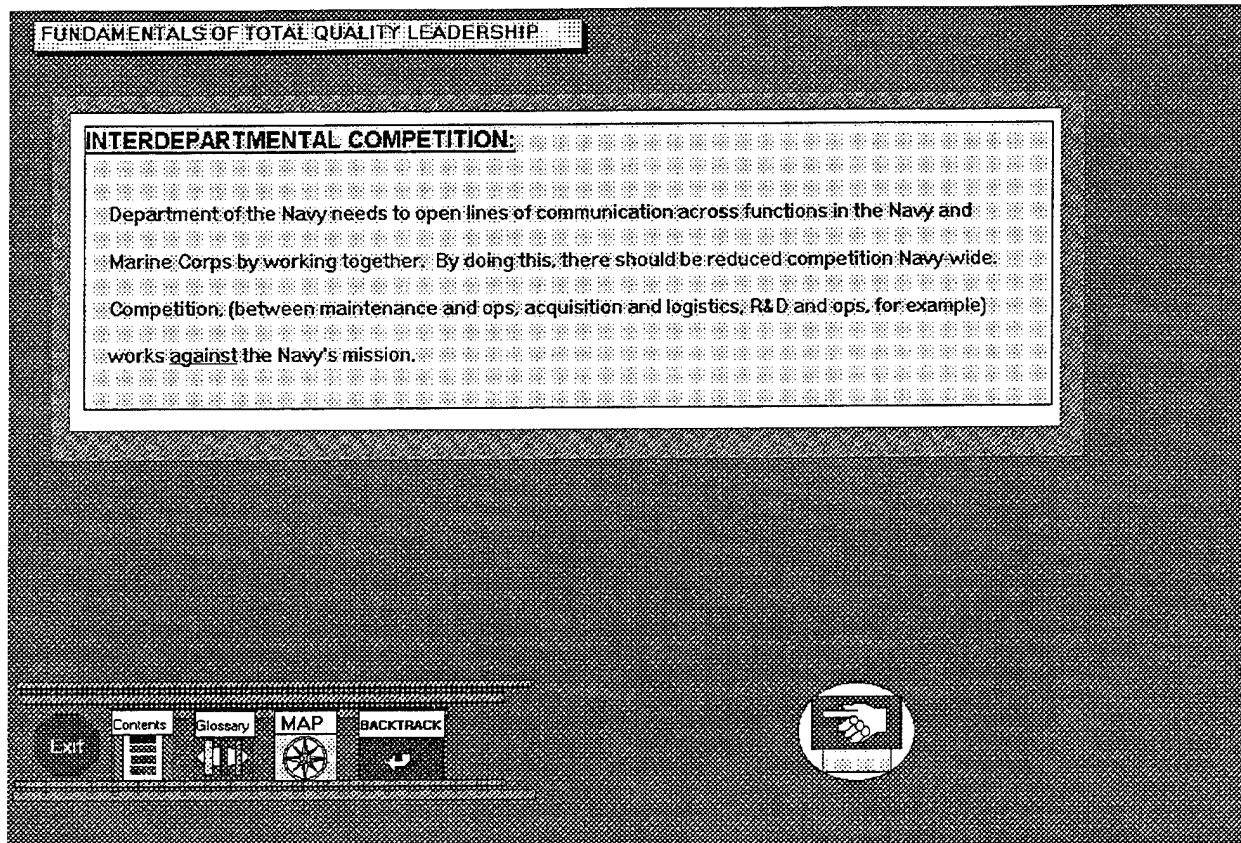 FUNDAMENTALS OF TOTAL QUALITY LEADERSHIP
INTERDEPARTMENTAL COMPETITION:
Department of the Navy needs to open lines of communication across functions in the Navy and
Marine Corps by working together. By doing this, there should be reduced competition Navy-wide.
Competition, (between maintenance and ops, acquisition and logistics, R&D and ops, for example)
works against the Navy's mission.
Exit
Contents
Glossary
MAP
BACKTRACK